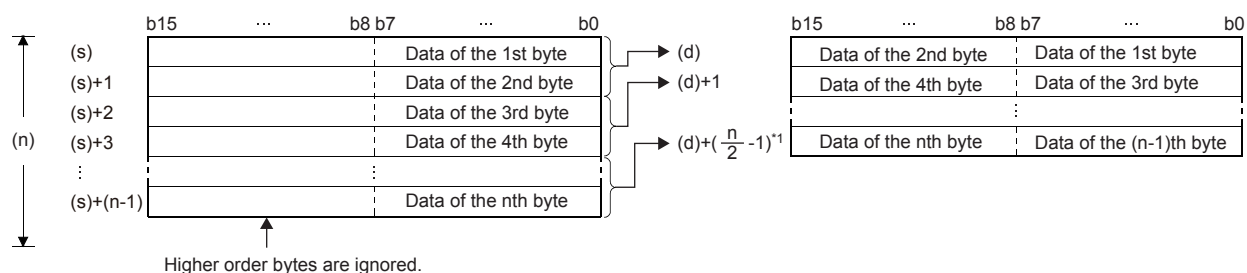 b15 ... b8 b7 ... b0 b15 ... b8 b7 ... b0
(s) Data of the 1st byte (d) Data of the 2nd byte Data of the 1st byte
(s)+1 Data of the 2nd byte (d)+1 Data of the 4th byte Data of the 3rd byte
(s)+2 Data of the 3rd byte
(n) (s)+3 Data of the 4th byte (d)+(n/2 -1)*1 Data of the nth byte Data of the (n-1)th byte
(s)+(n-1) Data of the nth byte
Higher order bytes are ignored.